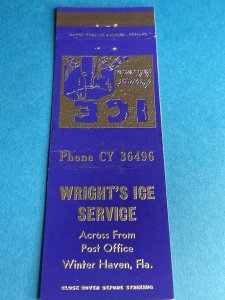 ICE
Phone CY 36496
WRIGHT'S ICE
SERVICE
Across From
Post Office
Winter Haven, Fla.
CLOSE COVER BEFORE STRIKING